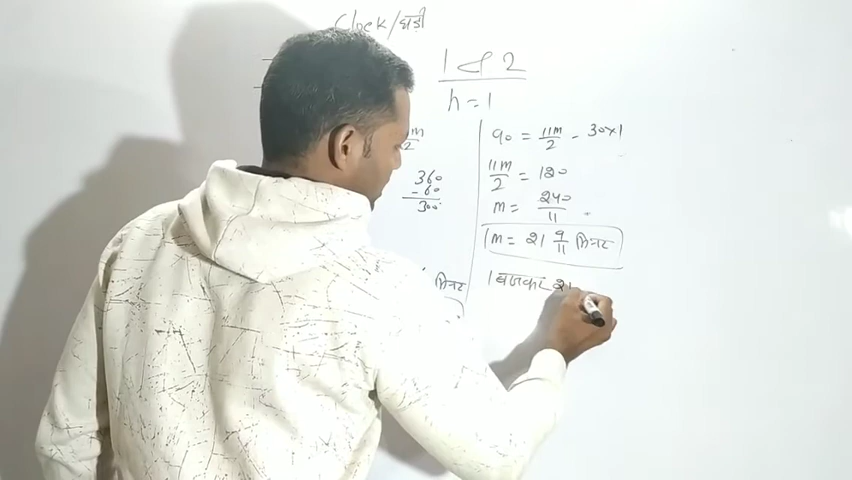 Clock/घड़ी
1 व 2
h = 1
m
2
360
- 60
300
मिनट
90 = 11m/2 - 30×1
11m/2 = 120
m = 240/11
m = 21 9/11 मिनट
1 बजकर 21